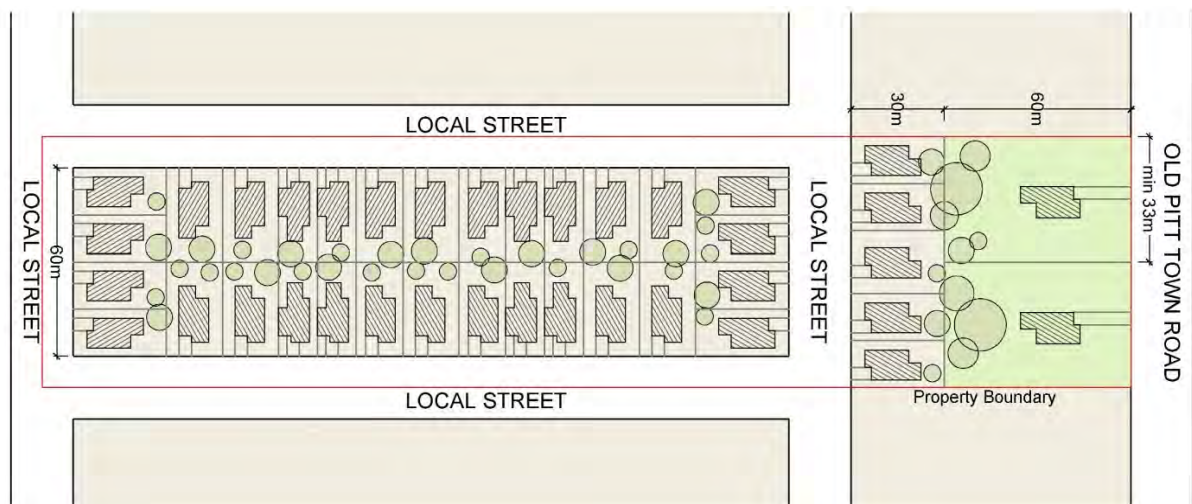 LOCAL STREET
30m
60m
LOCAL STREET
60m
LOCAL STREET
OLD PITT TOWN ROAD
min 33m
LOCAL STREET
Property Boundary